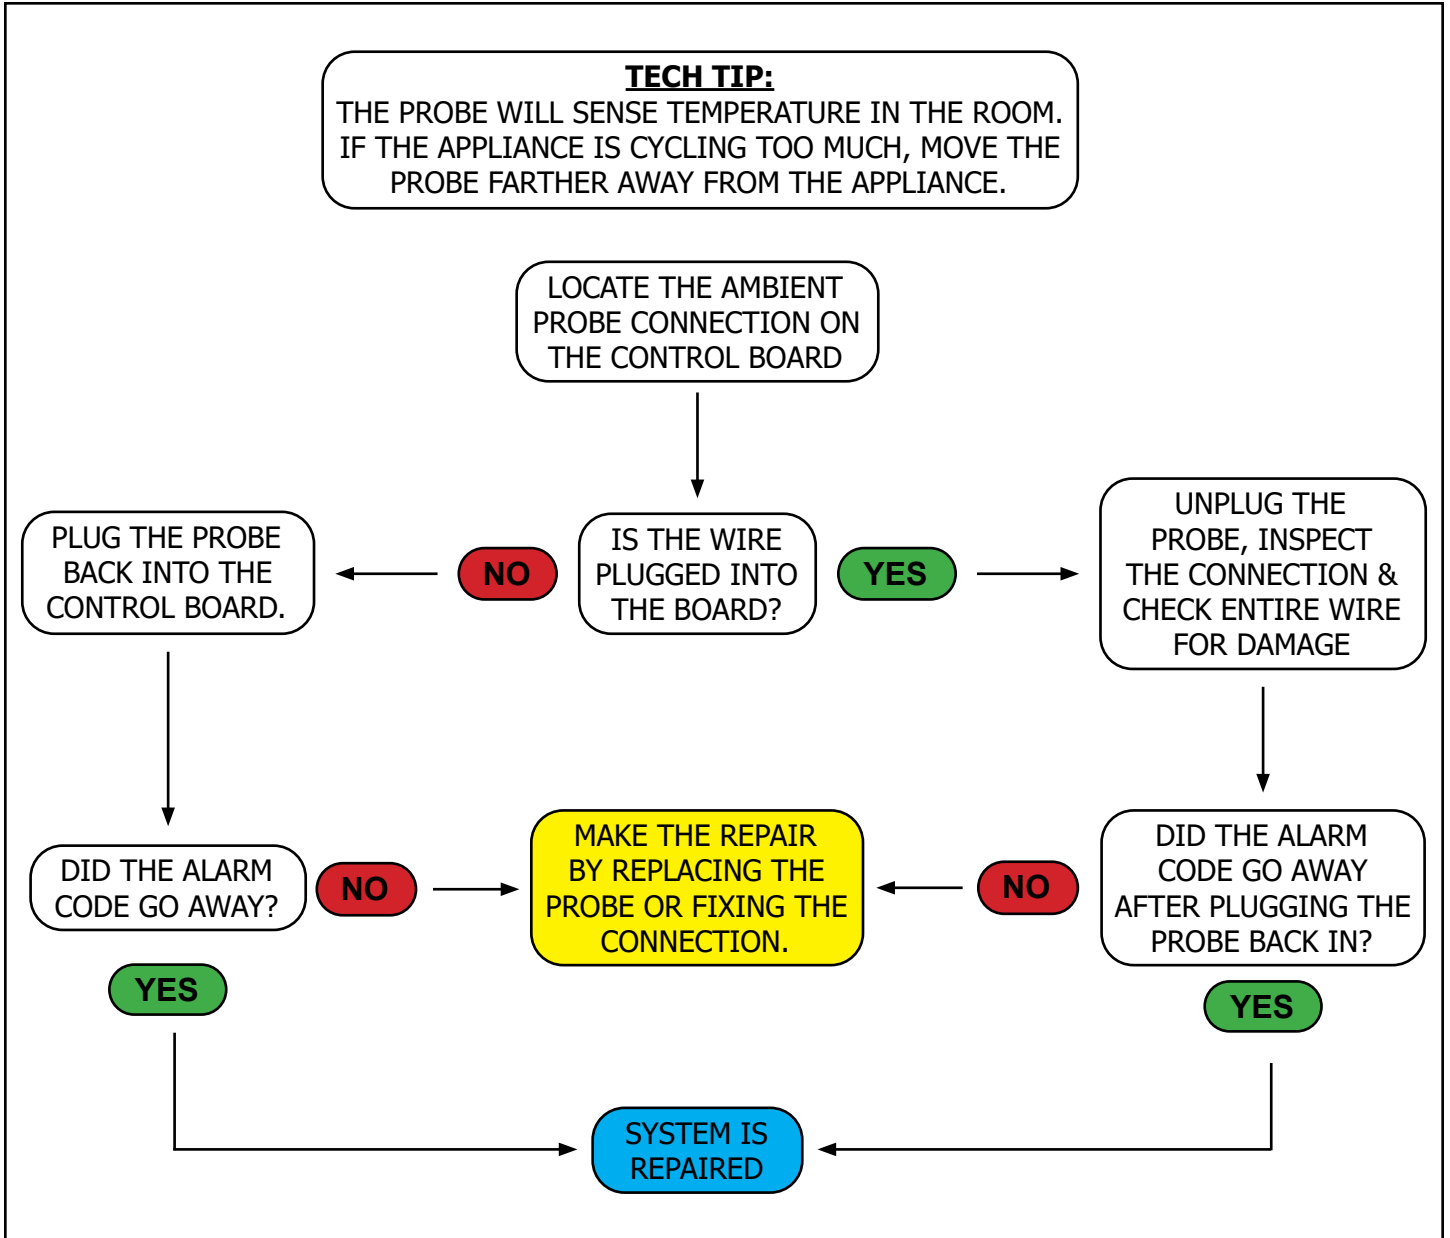 TECH TIP:
THE PROBE WILL SENSE TEMPERATURE IN THE ROOM.
IF THE APPLIANCE IS CYCLING TOO MUCH, MOVE THE
PROBE FARTHER AWAY FROM THE APPLIANCE.
LOCATE THE AMBIENT
PROBE CONNECTION ON
THE CONTROL BOARD
PLUG THE PROBE
BACK INTO THE
CONTROL BOARD.
NO
IS THE WIRE
PLUGGED INTO
THE BOARD?
YES
UNPLUG THE
PROBE, INSPECT
THE CONNECTION &
CHECK ENTIRE WIRE
FOR DAMAGE
DID THE ALARM
CODE GO AWAY?
NO
MAKE THE REPAIR
BY REPLACING THE
PROBE OR FIXING THE
CONNECTION.
NO
DID THE ALARM
CODE GO AWAY
AFTER PLUGGING THE
PROBE BACK IN?
YES
YES
SYSTEM IS
REPAIRED